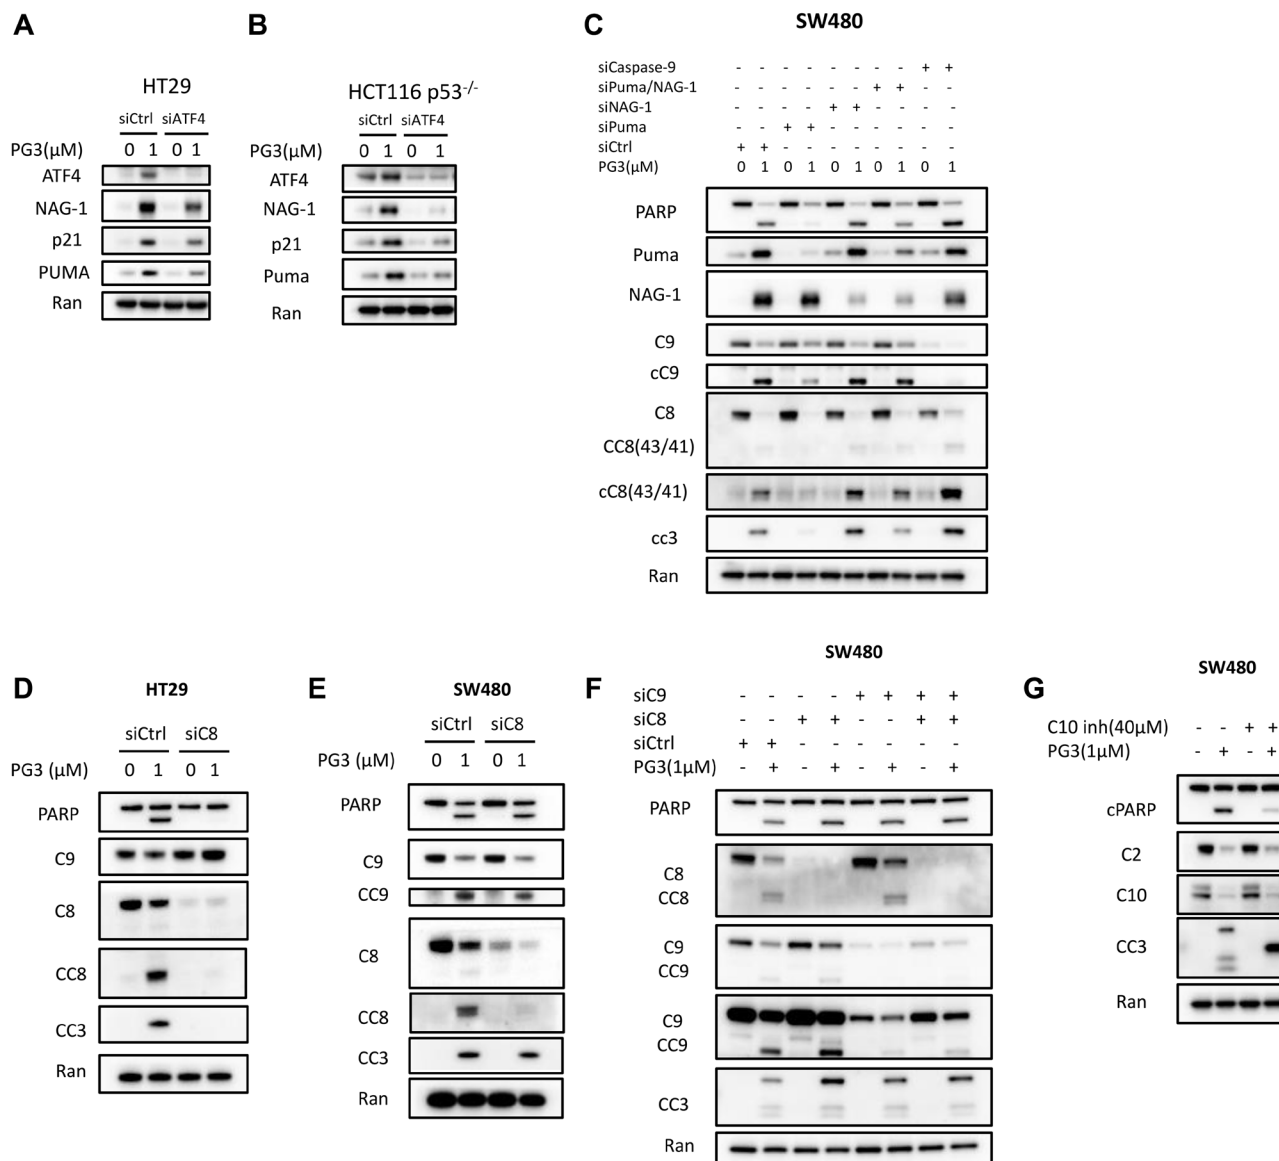 A
HT29
siCtrl siATF4
PG3(μM) 0 1 0 1
ATF4
NAG-1
p21
PUMA
Ran
B
HCT116 p53-/-
siCtrl siATF4
PG3(μM) 0 1 0 1
ATF4
NAG-1
p21
Puma
Ran
C
SW480
siCaspase-9 - - - - - - - - + +
siPuma/NAG-1 - - - - - - + + - -
siNAG-1 - - - - + + - - - -
siPuma - - + + - - - - - -
siCtrl + + - - - - - - - -
PG3(μM) 0 1 0 1 0 1 0 1 0 1
PARP
Puma
NAG-1
C9
cC9
C8
CC8(43/41)
cC8(43/41)
cc3
Ran
D
HT29
siCtrl siC8
PG3 (μM) 0 1 0 1
PARP
C9
C8
CC8
CC3
Ran
E
SW480
siCtrl siC8
PG3 (μM) 0 1 0 1
PARP
C9
CC9
C8
CC8
CC3
Ran
F
SW480
siC9 - - - - + + + +
siC8 - - + + - - + +
siCtrl + + - - - - - -
PG3(1μM) - + - + - + - +
PARP
C8
CC8
C9
CC9
C9
CC9
CC3
Ran
G
SW480
C10 inh(40μM) - - + +
PG3(1μM) - + - +
cPARP
C2
C10
CC3
Ran